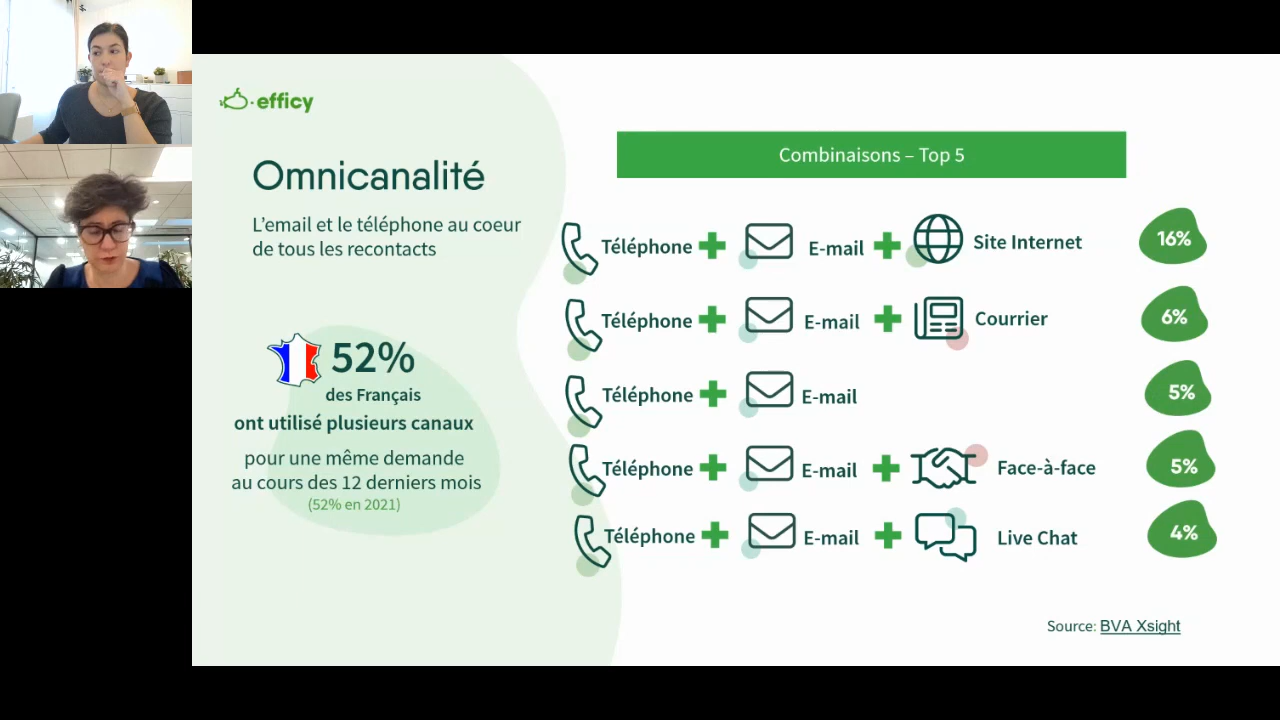 efficy
Omnicanalité
L'email et le téléphone au coeur
de tous les recontacts
52%
des Français
ont utilisé plusieurs canaux
pour une même demande
au cours des 12 derniers mois
(52% en 2021)
Combinaisons – Top 5
Téléphone + E-mail + Site Internet 16%
Téléphone + E-mail + Courrier 6%
Téléphone + E-mail 5%
Téléphone + E-mail + Face-à-face 5%
Téléphone + E-mail + Live Chat 4%
Source: BVA Xsight